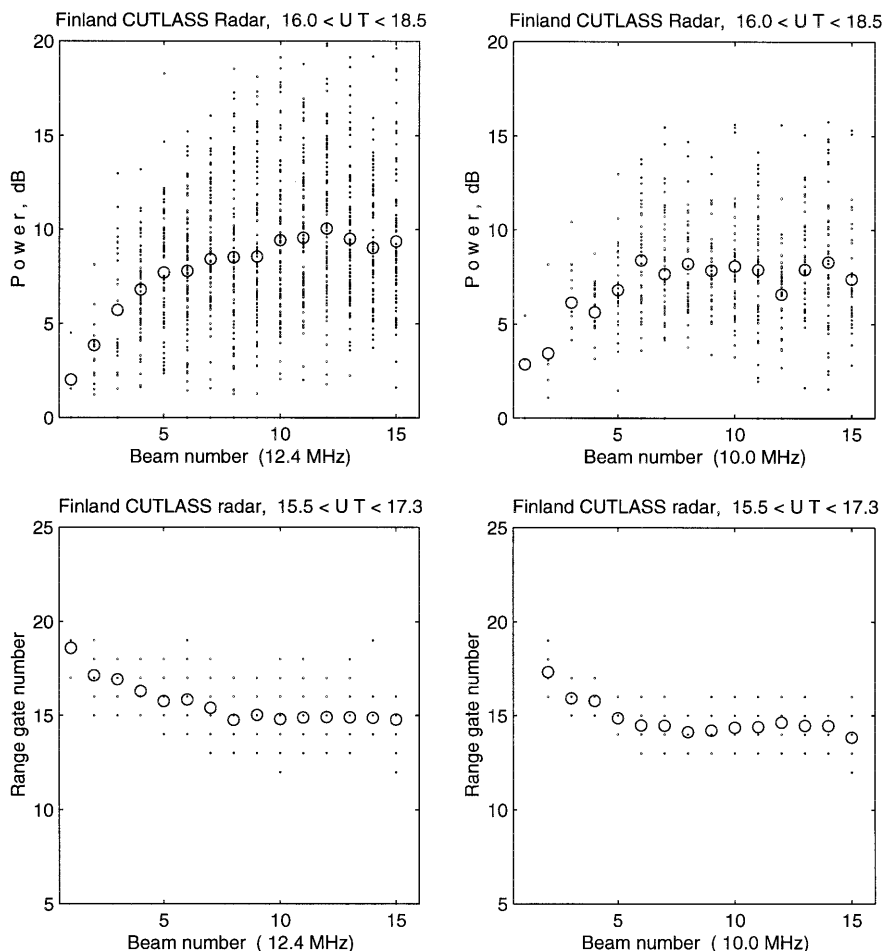 Finland CUTLASS Radar, 16.0 < U T < 18.5
20
15
10
5
0
Power, dB
5
10
15
Beam number (12.4 MHz)
Finland CUTLASS Radar, 16.0 < U T < 18.5
20
15
10
5
0
Power, dB
5
10
15
Beam number (10.0 MHz)
Finland CUTLASS radar, 15.5 < U T < 17.3
25
20
15
10
5
Range gate number
5
10
15
Beam number ( 12.4 MHz)
Finland CUTLASS radar, 15.5 < U T < 17.3
25
20
15
10
5
Range gate number
5
10
15
Beam number ( 10.0 MHz)